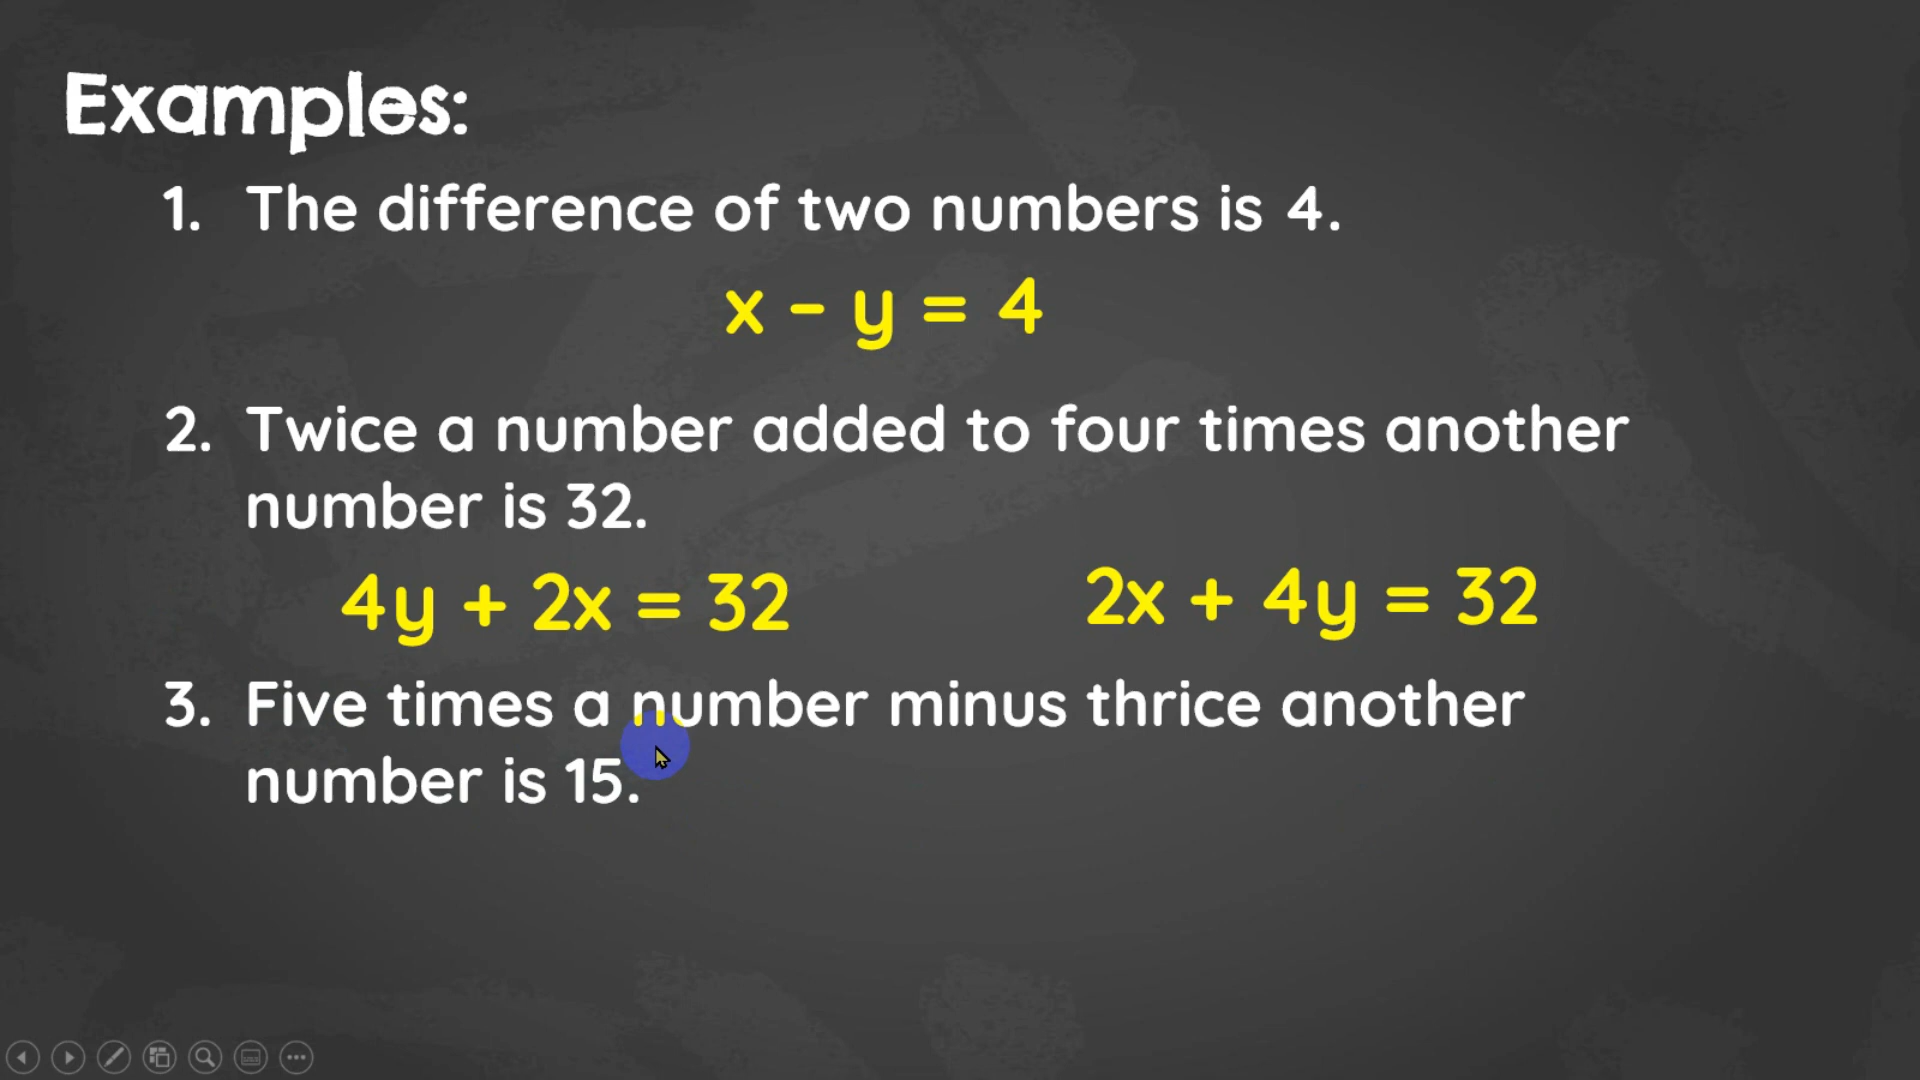 Examples:
1. The difference of two numbers is 4.
x – y = 4
2. Twice a number added to four times another
number is 32.
4y + 2x = 32
2x + 4y = 32
3. Five times a number minus thrice another
number is 15.